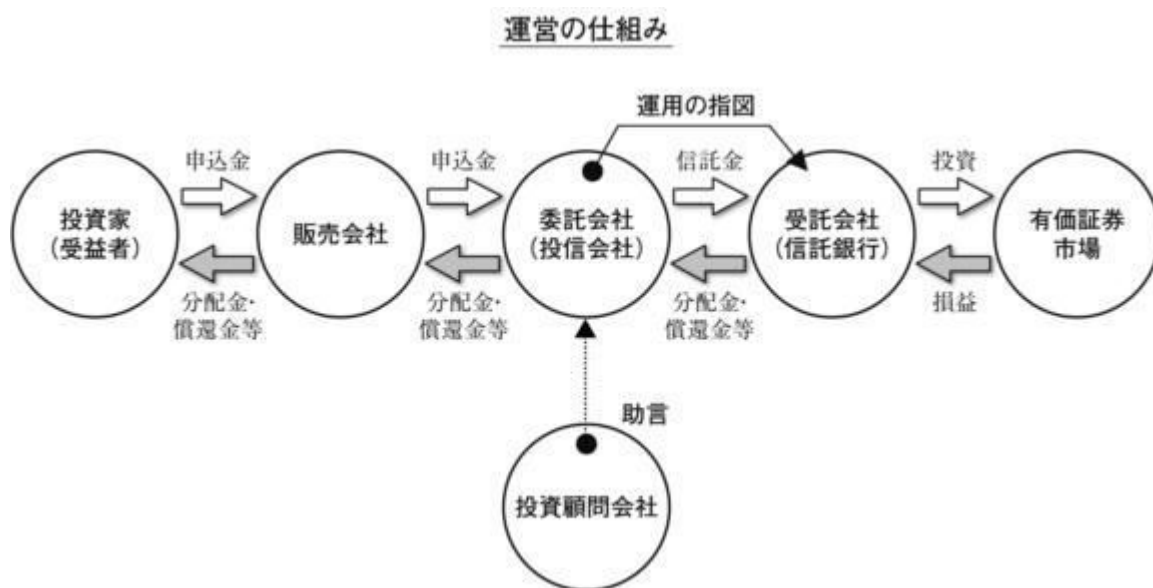 運営の仕組み
運用の指図
申込金
申込金
信託金
投資
投資家
（受益者）
販売会社
委託会社
（投信会社）
受託会社
（信託銀行）
有価証券
市場
分配金・
償還金等
分配金・
償還金等
分配金・
償還金等
損益
助言
投資顧問会社